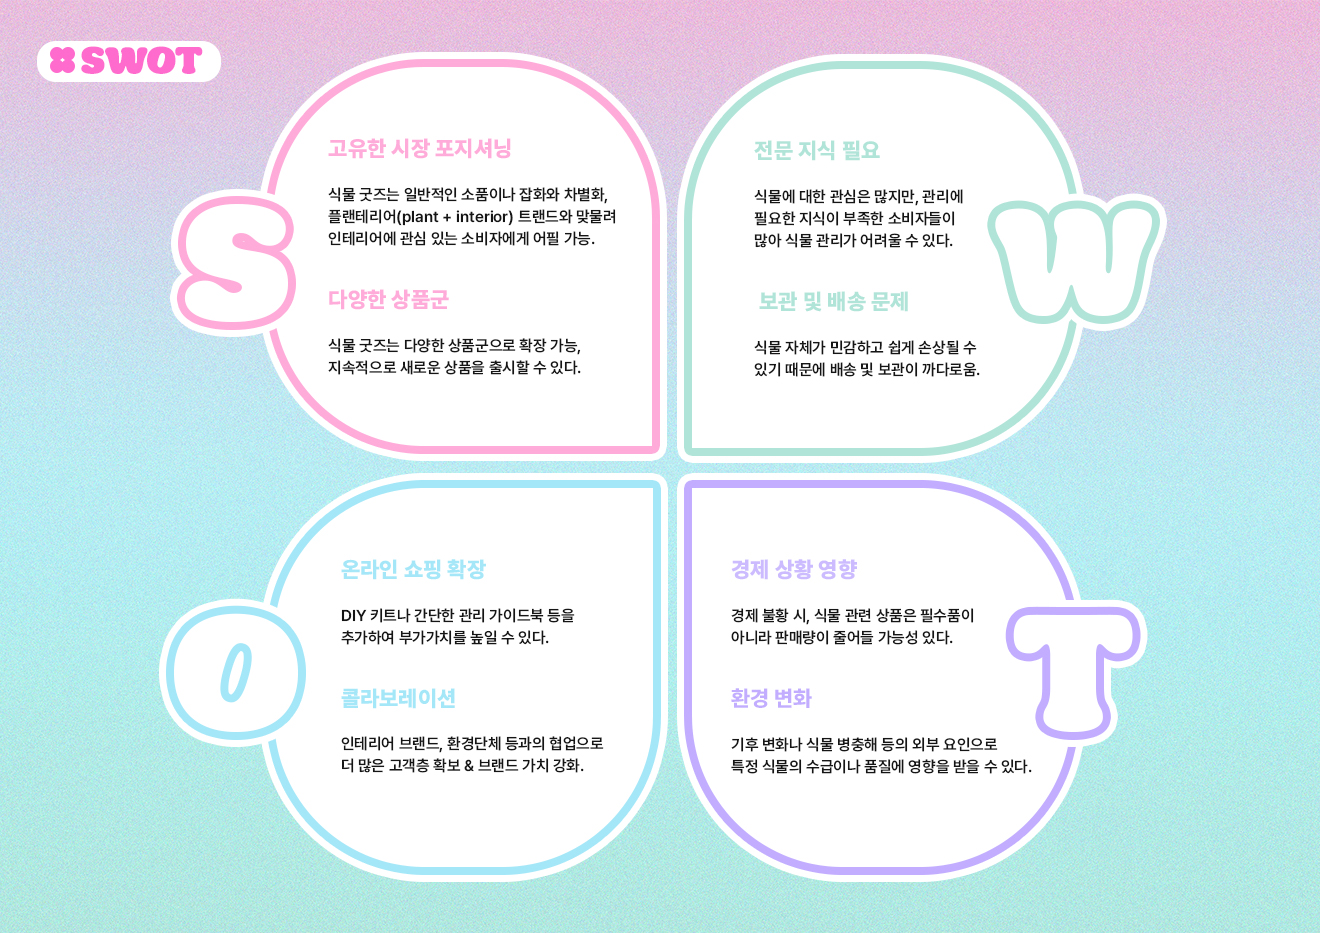 SWOT
S
고유한 시장 포지셔닝
식물 굿즈는 일반적인 소품이나 잡화와 차별화,
플랜테리어(plant + interior) 트랜드와 맞물려
인테리어에 관심 있는 소비자에게 어필 가능.
다양한 상품군
식물 굿즈는 다양한 상품군으로 확장 가능,
지속적으로 새로운 상품을 출시할 수 있다.
W
전문 지식 필요
식물에 대한 관심은 많지만, 관리에
필요한 지식이 부족한 소비자들이
많아 식물 관리가 어려울 수 있다.
보관 및 배송 문제
식물 자체가 민감하고 쉽게 손상될 수
있기 때문에 배송 및 보관이 까다로움.
O
온라인 쇼핑 확장
DIY 키트나 간단한 관리 가이드북 등을
추가하여 부가가치를 높일 수 있다.
콜라보레이션
인테리어 브랜드, 환경단체 등과의 협업으로
더 많은 고객층 확보 & 브랜드 가치 강화.
T
경제 상황 영향
경제 불황 시, 식물 관련 상품은 필수품이
아니라 판매량이 줄어들 가능성 있다.
환경 변화
기후 변화나 식물 병충해 등의 외부 요인으로
특정 식물의 수급이나 품질에 영향을 받을 수 있다.